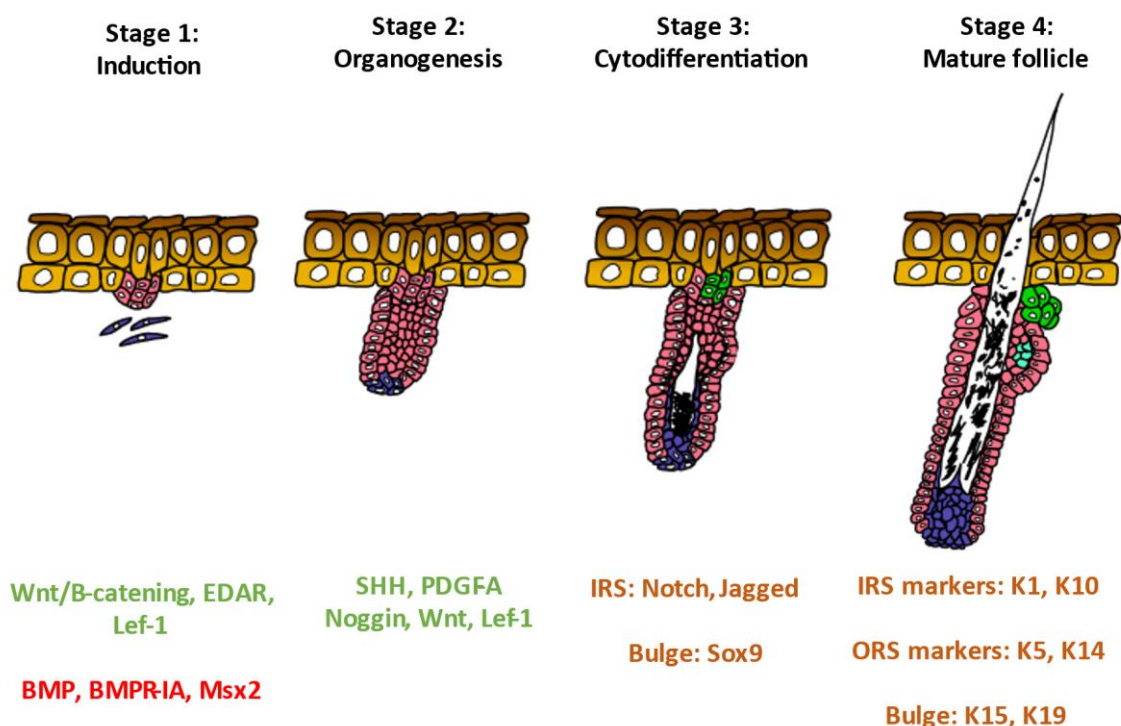 Stage 1:
Induction
Stage 2:
Organogenesis
Stage 3:
Cytodifferentiation
Stage 4:
Mature follicle
Wnt/B-catening, EDAR,
Lef-1
BMP, BMPR-IA, Msx2
SHH, PDGF-A
Noggin, Wnt, Lef-1
IRS: Notch, Jagged
Bulge: Sox9
IRS markers: K1, K10
ORS markers: K5, K14
Bulge: K15, K19